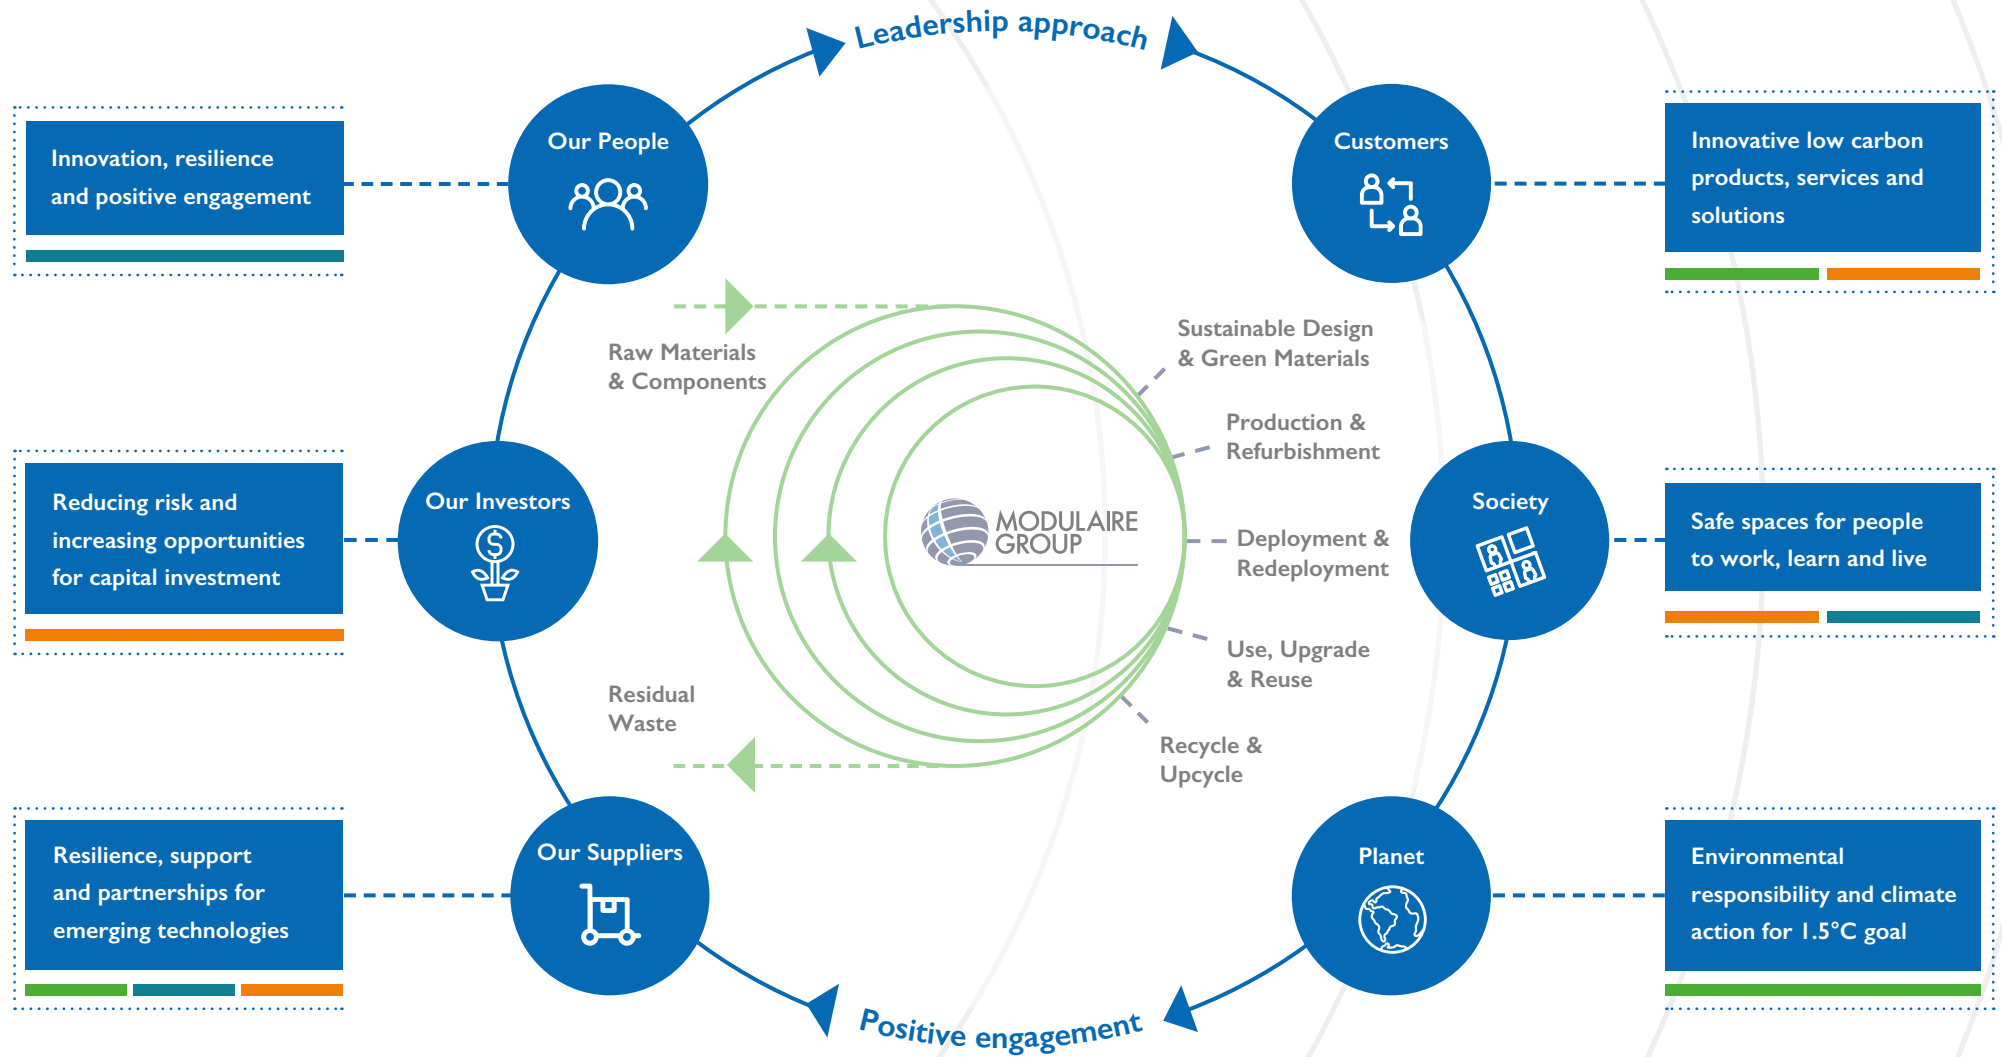 Leadership approach
Our People
Customers
Innovation, resilience
and positive engagement
Innovative low carbon
products, services and
solutions
Raw Materials
& Components
Sustainable Design
& Green Materials
Production &
Refurbishment
Our Investors
Reducing risk and
increasing opportunities
for capital investment
MODULAIRE
GROUP
Deployment &
Redeployment
Society
Safe spaces for people
to work, learn and live
Use, Upgrade
& Reuse
Residual
Waste
Recycle &
Upcycle
Our Suppliers
Resilience, support
and partnerships for
emerging technologies
Planet
Environmental
responsibility and climate
action for 1.5°C goal
Positive engagement